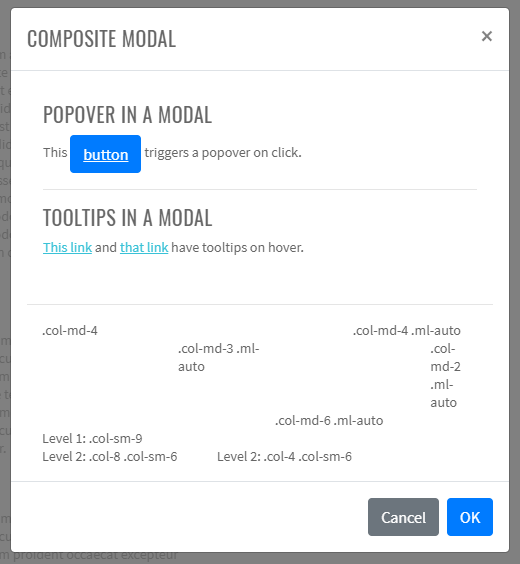 COMPOSITE MODAL ×
POPOVER IN A MODAL
This button triggers a popover on click.
TOOLTIPS IN A MODAL
This link and that link have tooltips on hover.
.col-md-4 .col-md-4 .ml-auto
.col-md-3 .ml-
auto
.col-
md-2
.ml-
auto
.col-md-6 .ml-auto
Level 1: .col-sm-9
Level 2: .col-8 .col-sm-6 Level 2: .col-4 .col-sm-6
Cancel OK
m proident occaecat excepteur